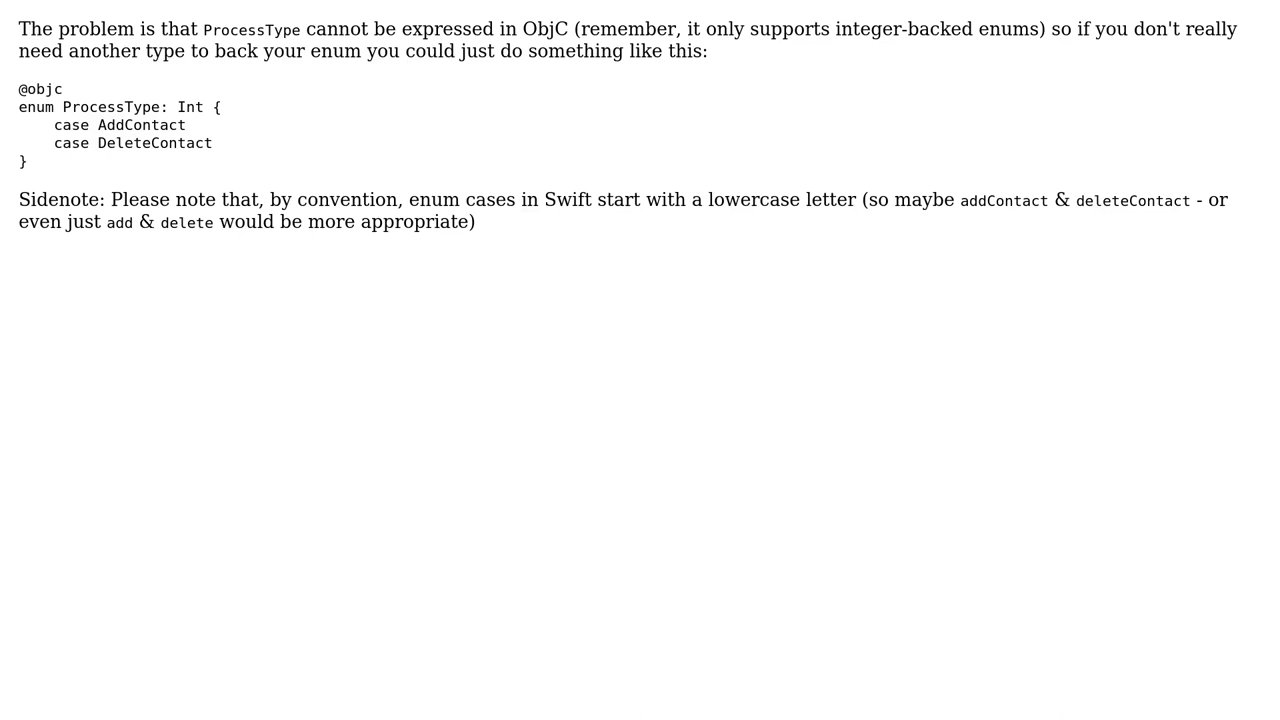 The problem is that ProcessType cannot be expressed in ObjC (remember, it only supports integer-backed enums) so if you don't really
need another type to back your enum you could just do something like this:
@objc
enum ProcessType: Int {
    case AddContact
    case DeleteContact
}
Sidenote: Please note that, by convention, enum cases in Swift start with a lowercase letter (so maybe addContact & deleteContact - or
even just add & delete would be more appropriate)